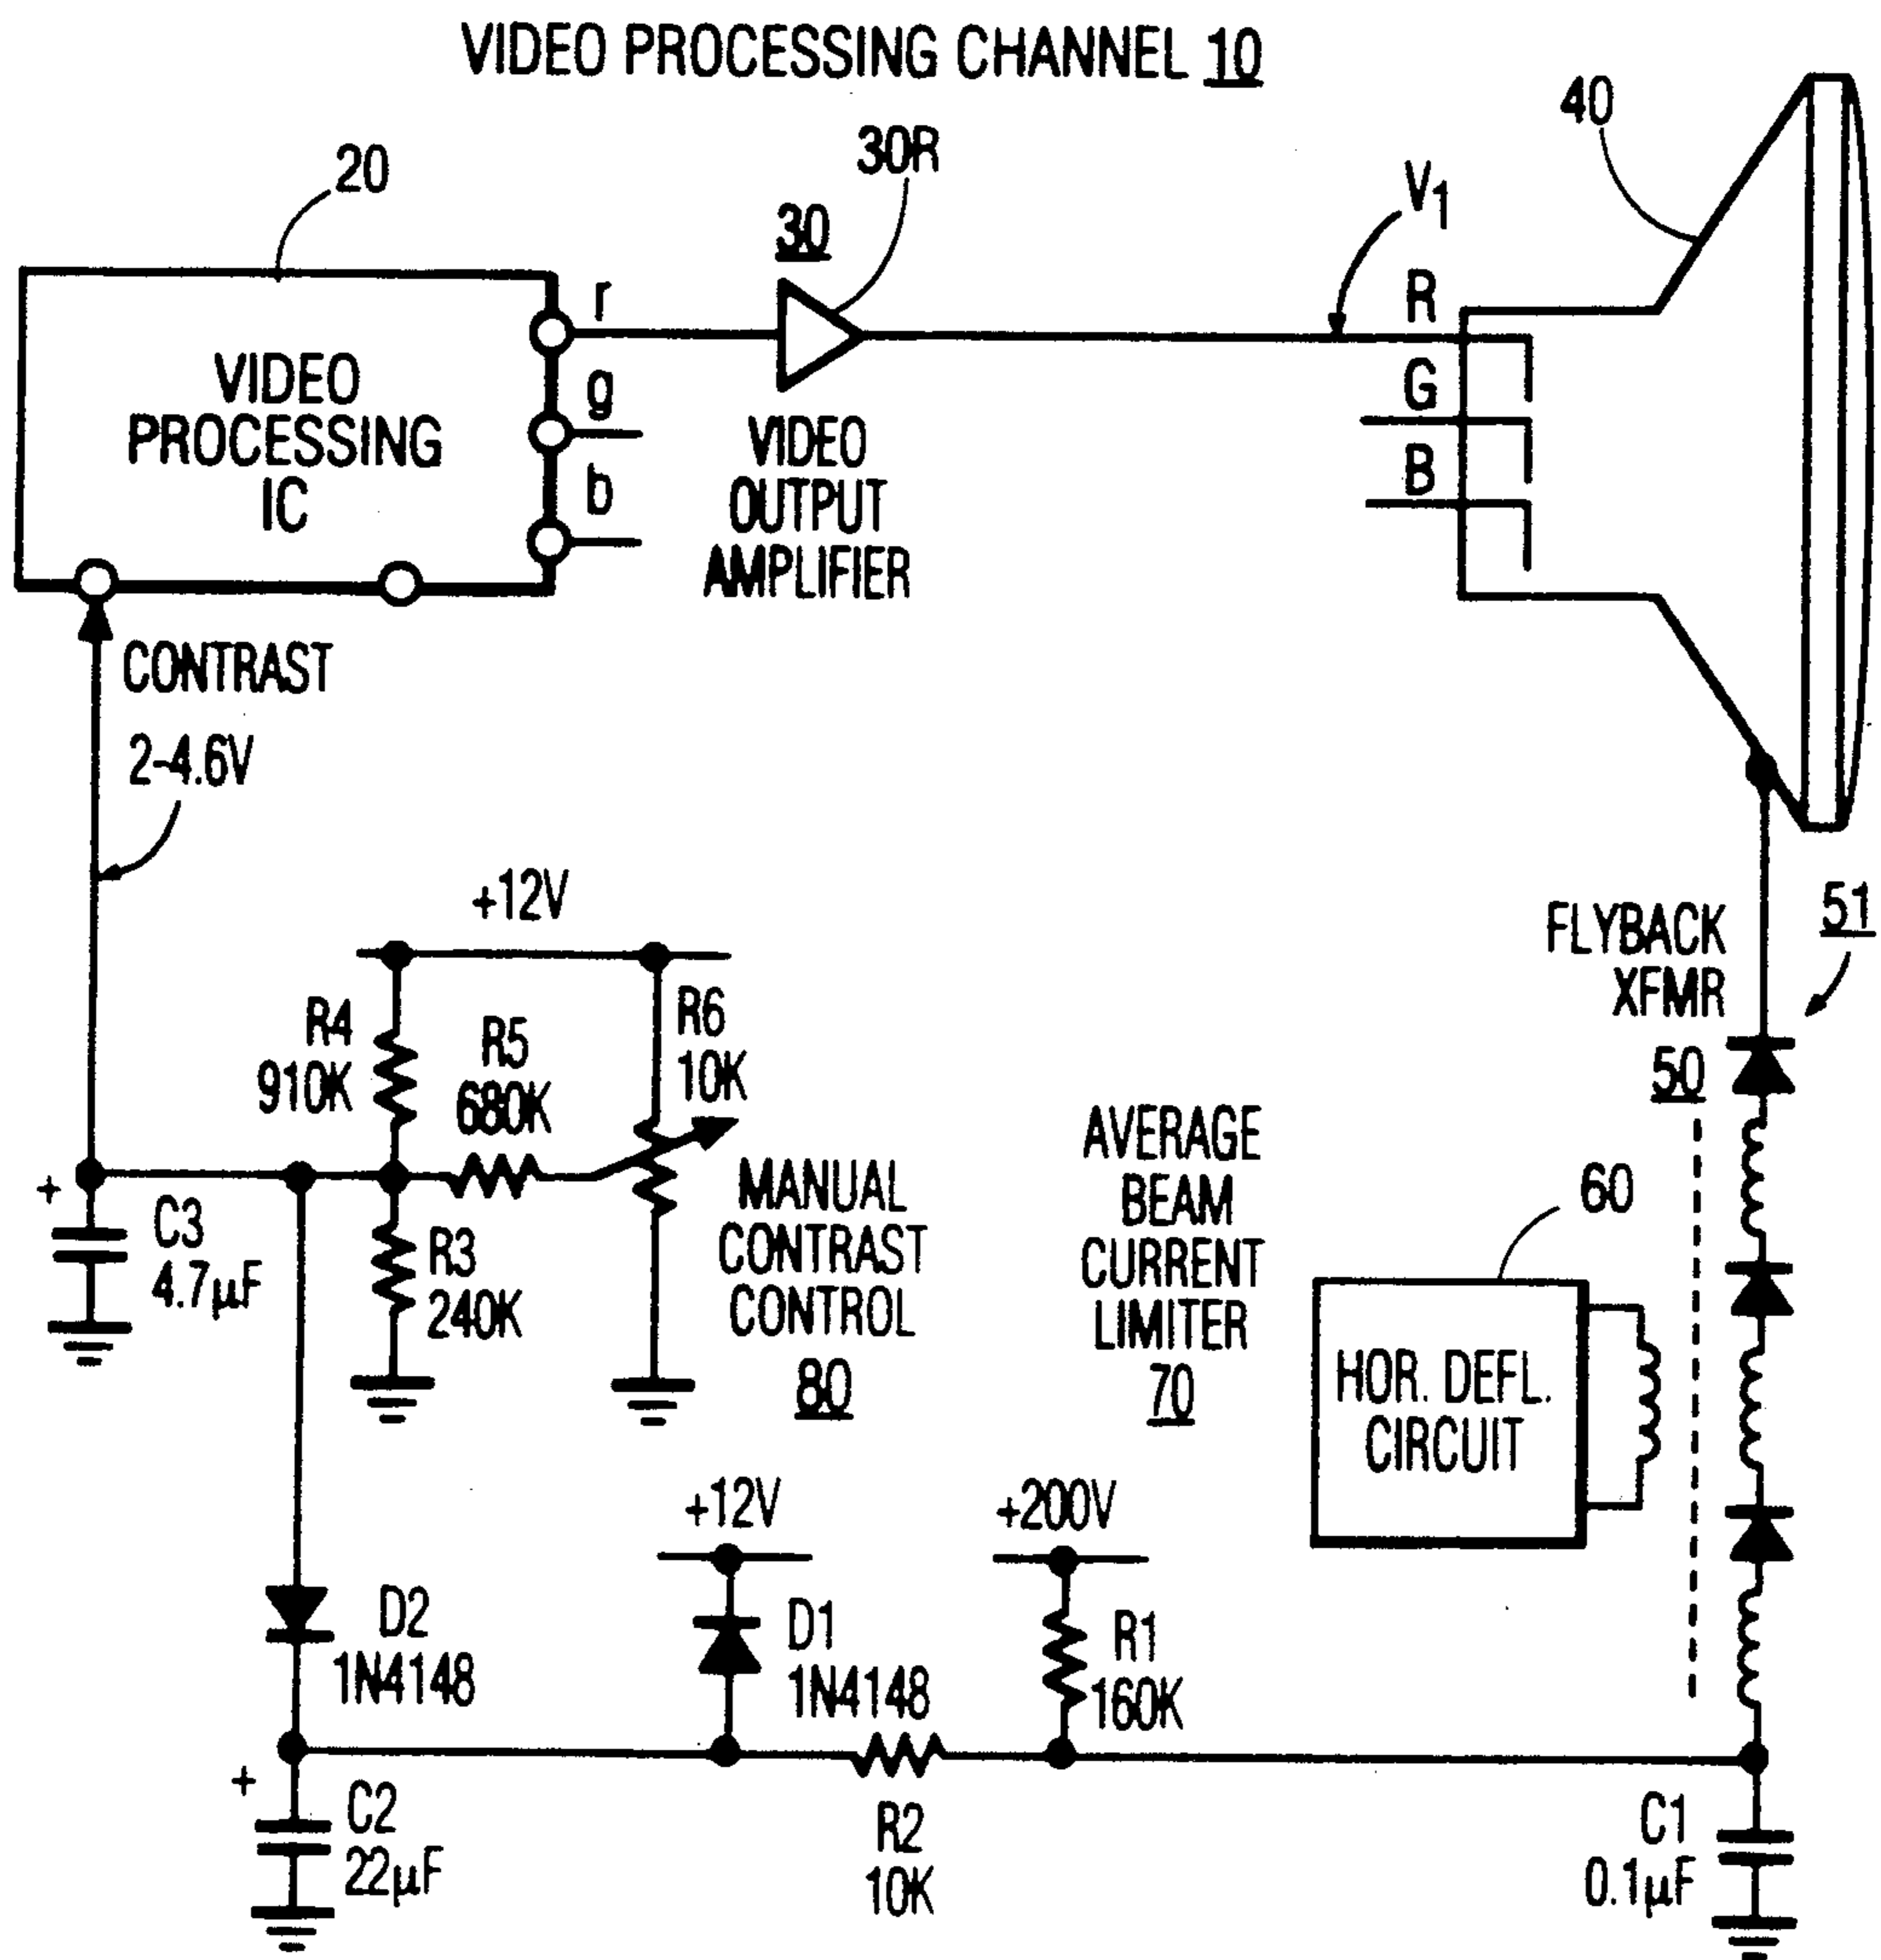 VIDEO PROCESSING CHANNEL 10
20
30
30R
V1
40
VIDEO
PROCESSING
IC
r
g
b
VIDEO
OUTPUT
AMPLIFIER
R
G
B
CONTRAST
2-4.6V
+12V
R4
910K
R5
680K
R6
10K
+
C3
4.7µF
R3
240K
MANUAL
CONTRAST
CONTROL
80
AVERAGE
BEAM
CURRENT
LIMITER
70
FLYBACK
XFMR
50
51
60
HOR. DEFL.
CIRCUIT
D2
1N4148
+12V
D1
1N4148
+200V
R1
160K
+
C2
22µF
R2
10K
C1
0.1µF